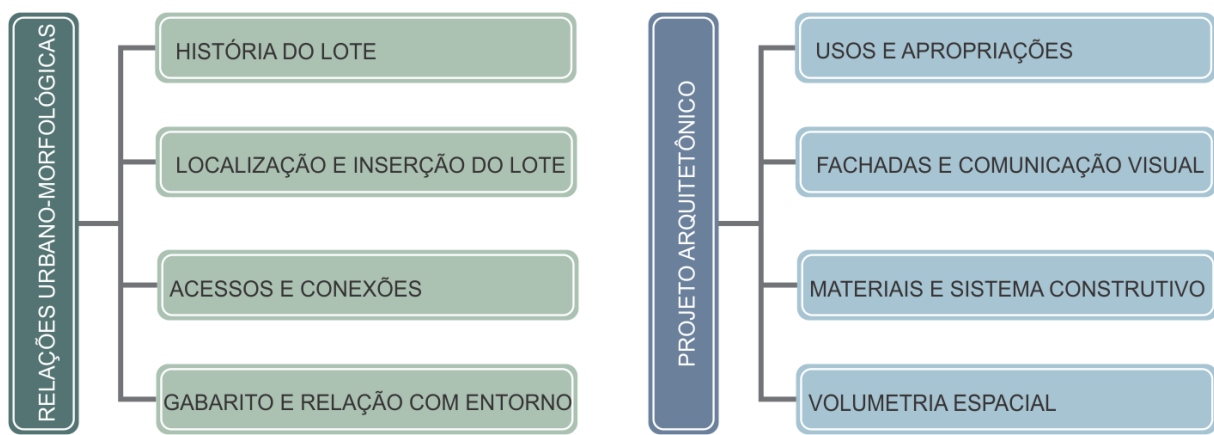 RELAÇÕES URBANO-MORFOLÓGICAS
HISTÓRIA DO LOTE
LOCALIZAÇÃO E INSERÇÃO DO LOTE
ACESSOS E CONEXÕES
GABARITO E RELAÇÃO COM ENTORNO
PROJETO ARQUITETÔNICO
USOS E APROPRIAÇÕES
FACHADAS E COMUNICAÇÃO VISUAL
MATERIAIS E SISTEMA CONSTRUTIVO
VOLUMETRIA ESPACIAL